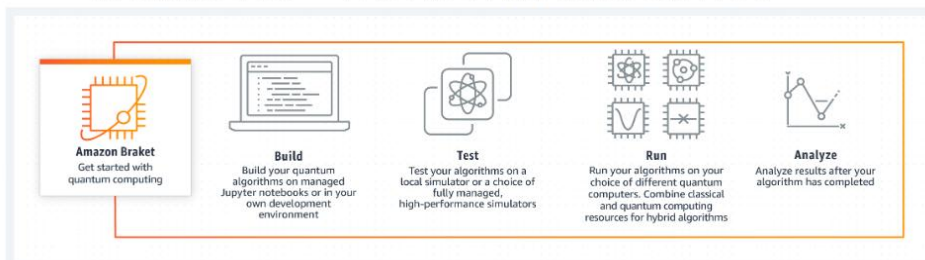 Amazon Braket
Get started with
quantum computing
Build
Build your quantum
algorithms on managed
Jupyter notebooks or in your
own development
environment
Test
Test your algorithms on a
local simulator or a choice of
fully managed,
high-performance simulators
Run
Run your algorithms on your
choice of different quantum
computers. Combine classical
and quantum computing
resources for hybrid algorithms
Y
x
Analyze
Analyze results after your
algorithm has completed